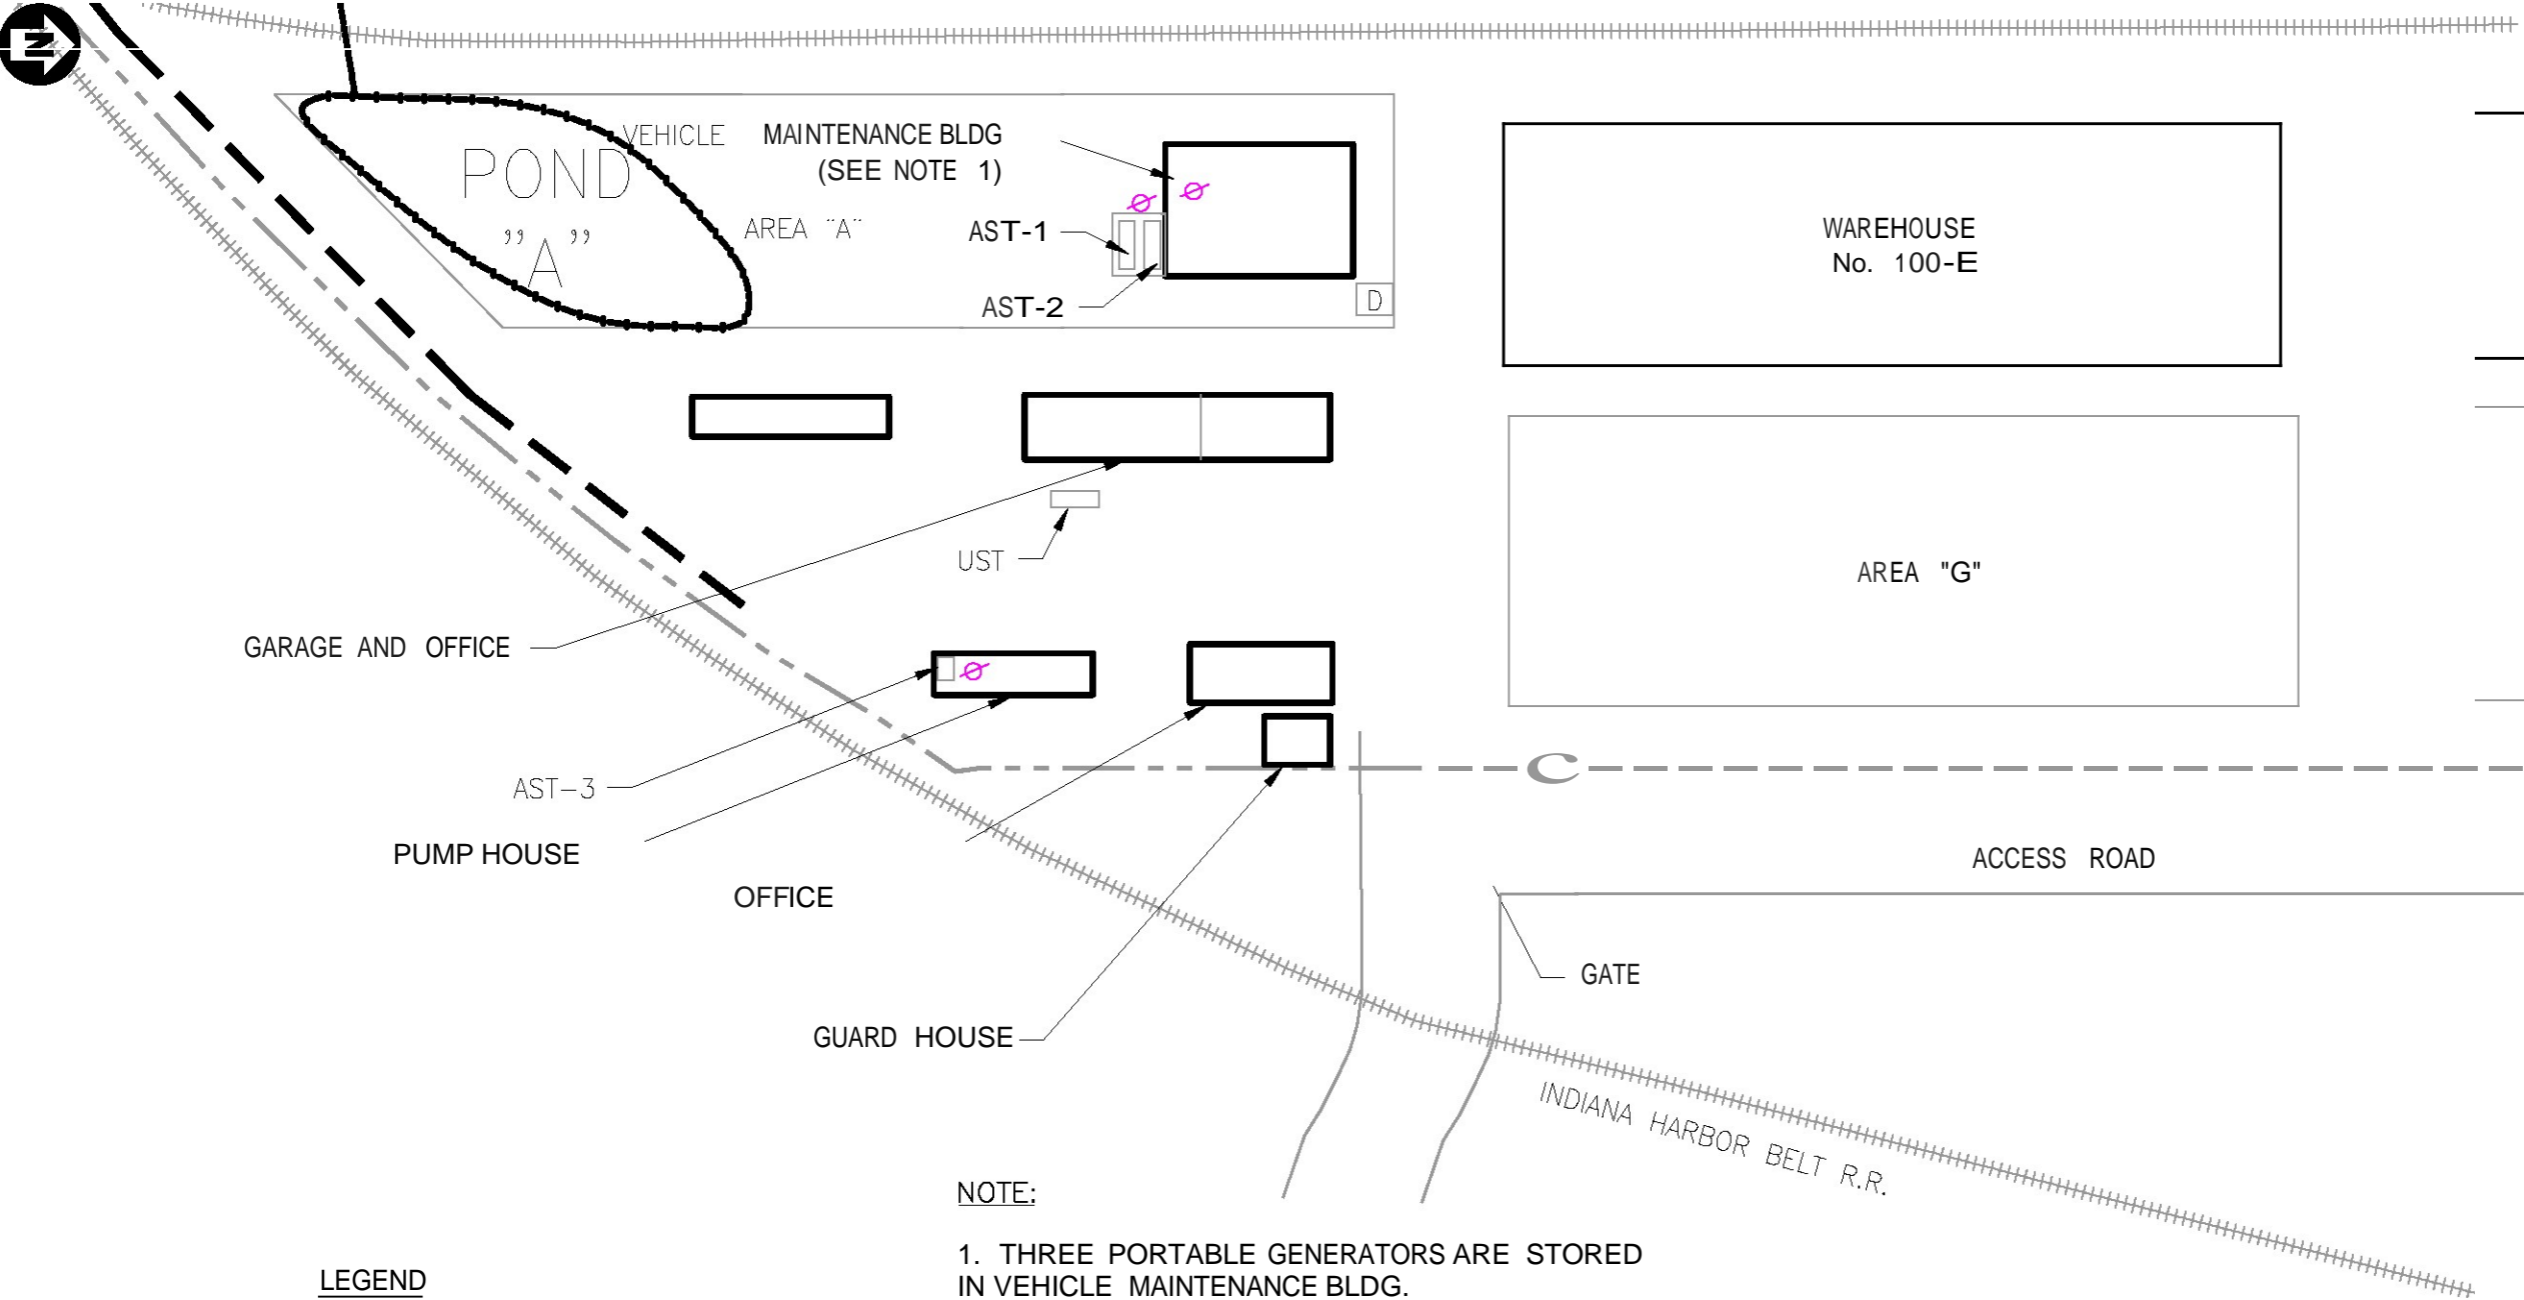 N
VEHICLE MAINTENANCE BLDG
(SEE NOTE 1)
POND
"A"
AREA "A"
AST-1
AST-2
D
WAREHOUSE
No. 100-E
AREA "G"
UST
GARAGE AND OFFICE
AST-3
PUMP HOUSE
OFFICE
C
ACCESS ROAD
GATE
GUARD HOUSE
INDIANA HARBOR BELT R.R.
NOTE:
1. THREE PORTABLE GENERATORS ARE STORED
IN VEHICLE MAINTENANCE BLDG.
LEGEND